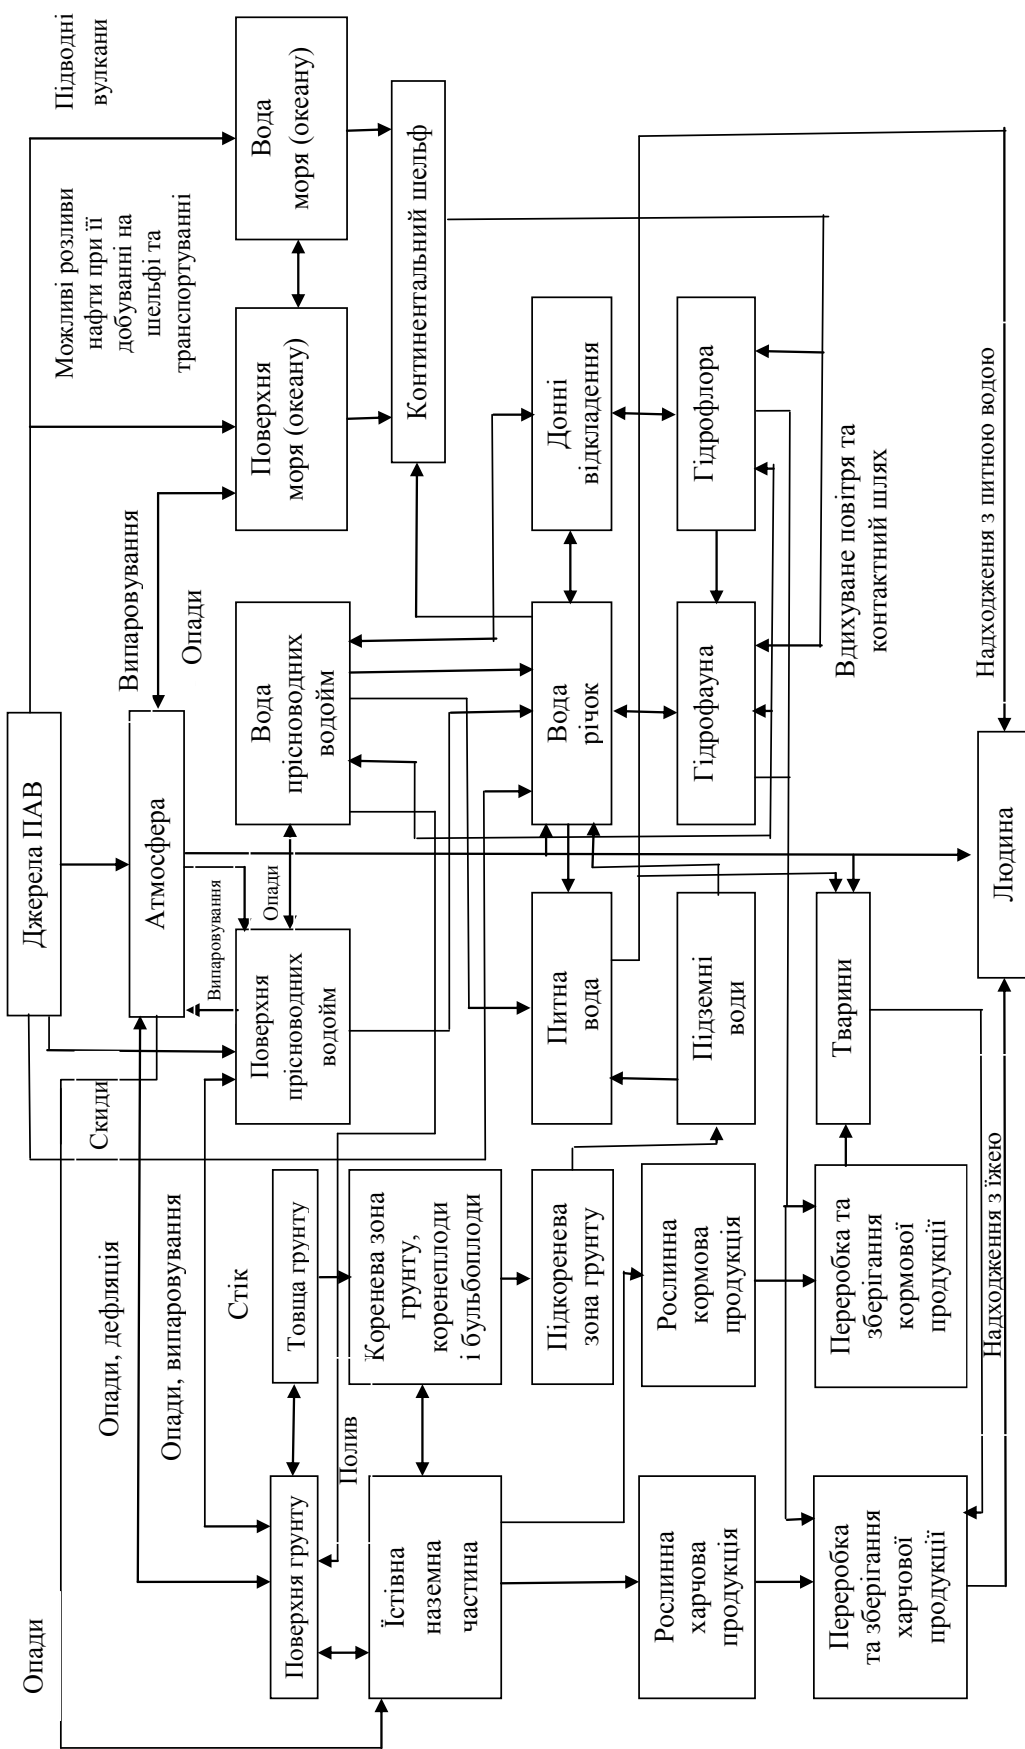 Опади
Опади, дефляція
Опади, випаровування
Скиди
Джерела ПАВ
Атмосфера
Випаровування
Опади
Можливі розливи
нафти при її
добуванні на
шельфі та
транспортуванні
Підводні
вулкани
Стік
Випаровування
Опади
Поверхня грунту
Товща грунту
Полив
Поверхня
прісноводних
водойм
Вода
прісноводних
водойм
Поверхня
моря (океану)
Вода
моря (океану)
Їстівна
наземна
частина
Коренева зона
грунту,
коренеплоди
і бульбоплоди
Континентальний шельф
Підкоренева
зона грунту
Питна
вода
Вода
річок
Донні
відкладення
Рослинна
харчова
продукція
Рослинна
кормова
продукція
Підземні
води
Гідрофауна
Гідрофлора
Переробка
та зберігання
харчової
продукції
Переробка та
зберігання
кормової
продукції
Тварини
Вдихуване повітря та
контактний шлях
Надходження з їжею
Людина
Надходження з питною водою